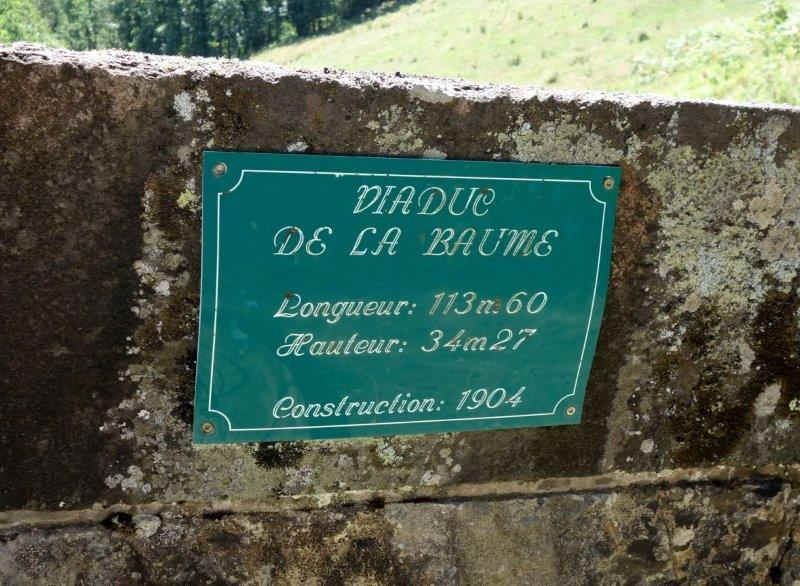 VIADUC
DE LA BAUME
Longueur: 113m60
Hauteur: 34m27
Construction: 1904